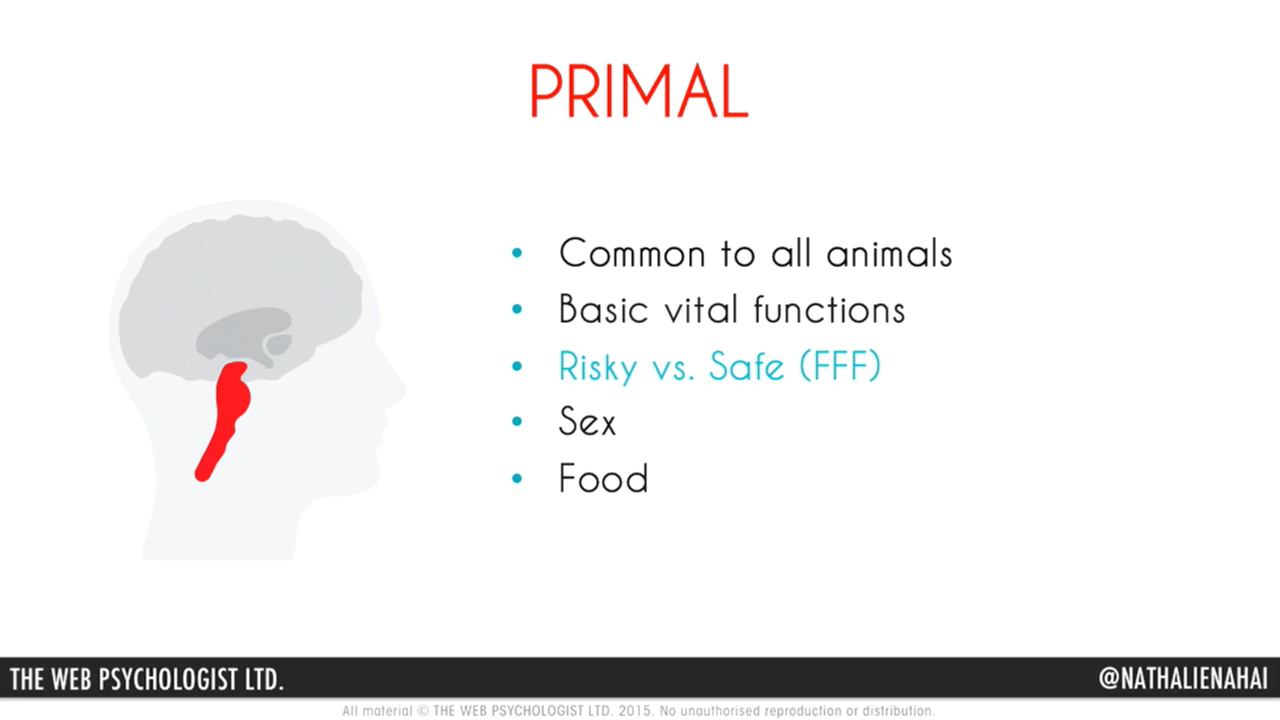 PRIMAL
• Common to all animals
• Basic vital functions
• Risky vs. Safe (FFF)
• Sex
• Food
THE WEB PSYCHOLOGIST LTD.
@NATHALIENAHAI
All material © THE WEB PSYCHOLOGIST LTD. 2015. No unauthorised reproduction or distribution.